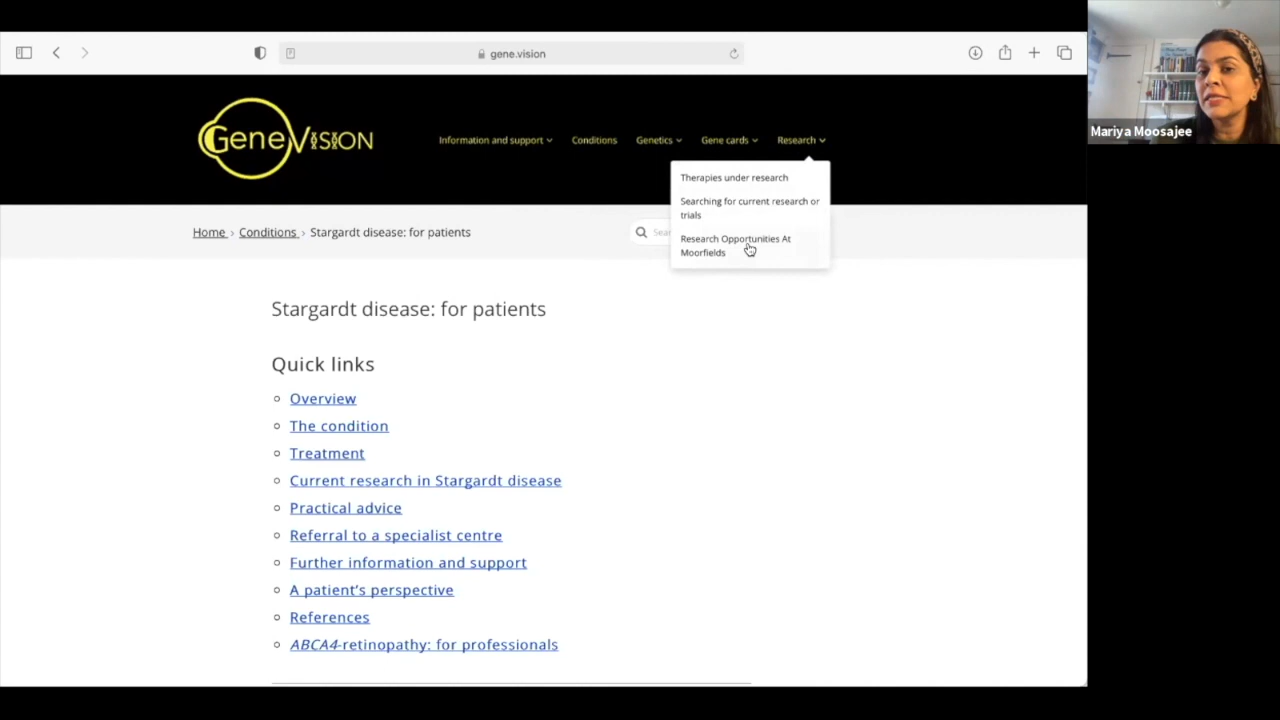 gene.vision
Mariya Moosajee
GeneVISION
Information and support
Conditions
Genetics
Gene cards
Research
Therapies under research
Searching for current research or
trials
Research Opportunities At
Moorfields
Home › Conditions › Stargardt disease: for patients
Stargardt disease: for patients
Quick links
Overview
The condition
Treatment
Current research in Stargardt disease
Practical advice
Referral to a specialist centre
Further information and support
A patient's perspective
References
ABCA4-retinopathy: for professionals